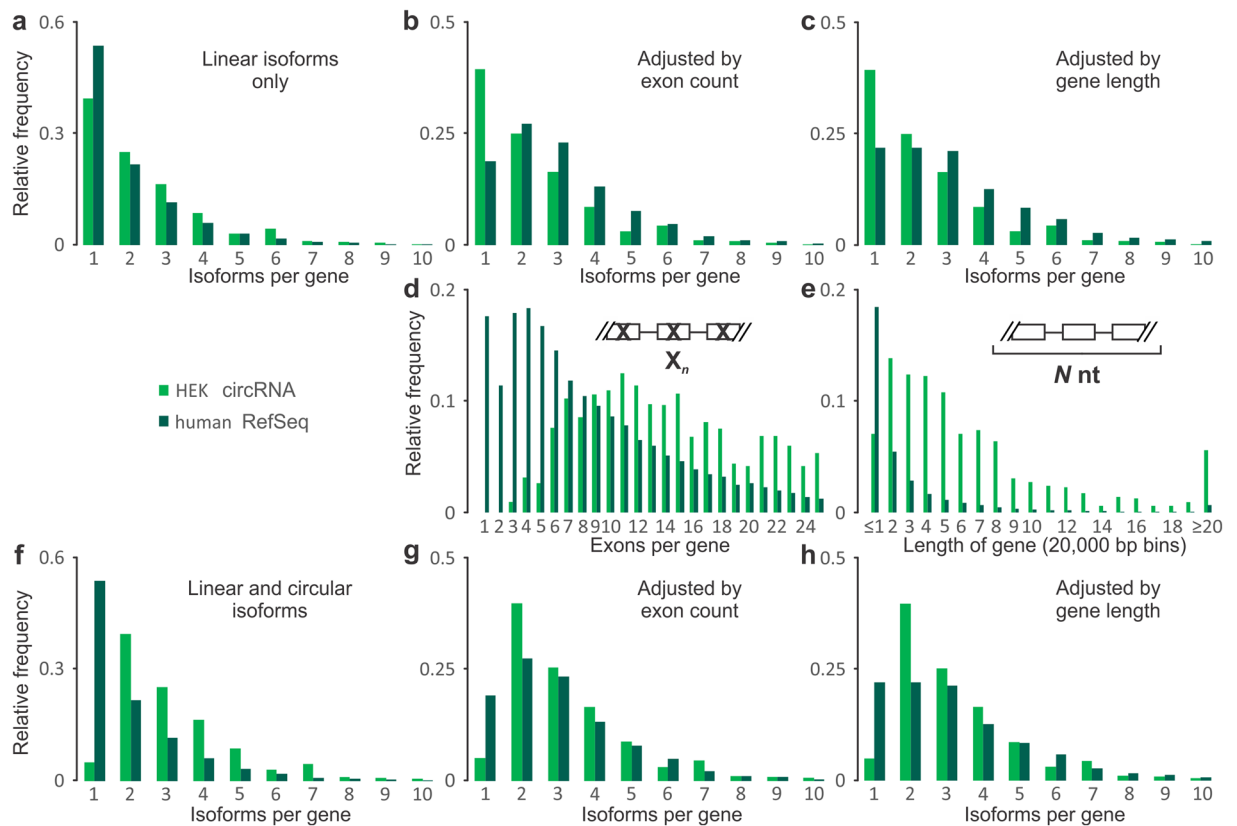 a
0.6
0.3
0
Relative frequency
Linear isoforms
only
1 2 3 4 5 6 7 8 9 10
Isoforms per gene
b
0.5
0.25
0
Adjusted by
exon count
1 2 3 4 5 6 7 8 9 10
Isoforms per gene
c
0.5
0.25
0
Adjusted by
gene length
1 2 3 4 5 6 7 8 9 10
Isoforms per gene
HEK circRNA
human RefSeq
d
0.2
0.1
0
Relative frequency
X X X
Xn
1 2 3 4 5 6 7 8 9 10 12 14 16 18 20 22 24
Exons per gene
e
0.2
0.1
0
N nt
≤1 2 3 4 5 6 7 8 9 10 12 14 16 18 ≥20
Length of gene (20,000 bp bins)
f
0.6
0.3
0
Relative frequency
Linear and circular
isoforms
1 2 3 4 5 6 7 8 9 10
Isoforms per gene
g
0.5
0.25
0
Adjusted by
exon count
1 2 3 4 5 6 7 8 9 10
Isoforms per gene
h
0.5
0.25
0
Adjusted by
gene length
1 2 3 4 5 6 7 8 9 10
Isoforms per gene